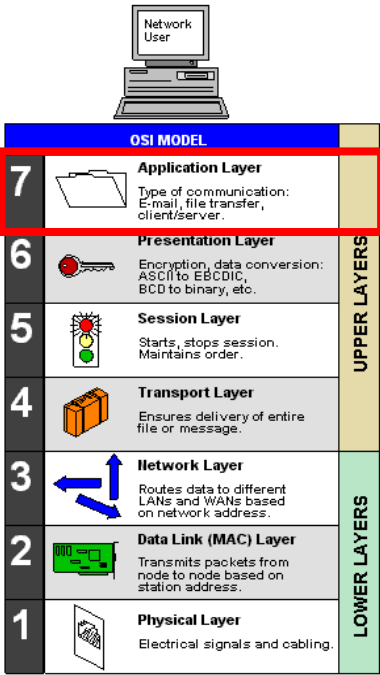 Network
User
OSI MODEL
7
Application Layer
Type of communication:
E-mail, file transfer,
client/server.
6
Presentation Layer
Encryption, data conversion:
ASCII to EBCDIC,
BCD to binary, etc.
5
Session Layer
Starts, stops session.
Maintains order.
4
Transport Layer
Ensures delivery of entire
file or message.
UPPER LAYERS
3
Network Layer
Routes data to different
LANs and WANs based
on network address.
2
Data Link (MAC) Layer
Transmits packets from
node to node based on
station address.
1
Physical Layer
Electrical signals and cabling.
LOWER LAYERS